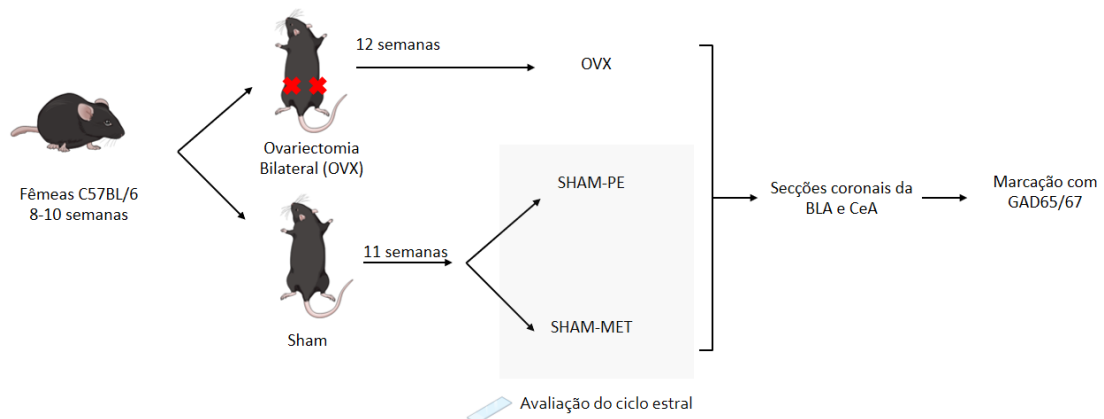 12 semanas
OVX
Ovariectomia
Bilateral (OVX)
Fêmeas C57BL/6
8-10 semanas
SHAM-PE
Secções coronais da
BLA e CeA
Marcação com
GAD65/67
11 semanas
Sham
SHAM-MET
Avaliação do ciclo estral